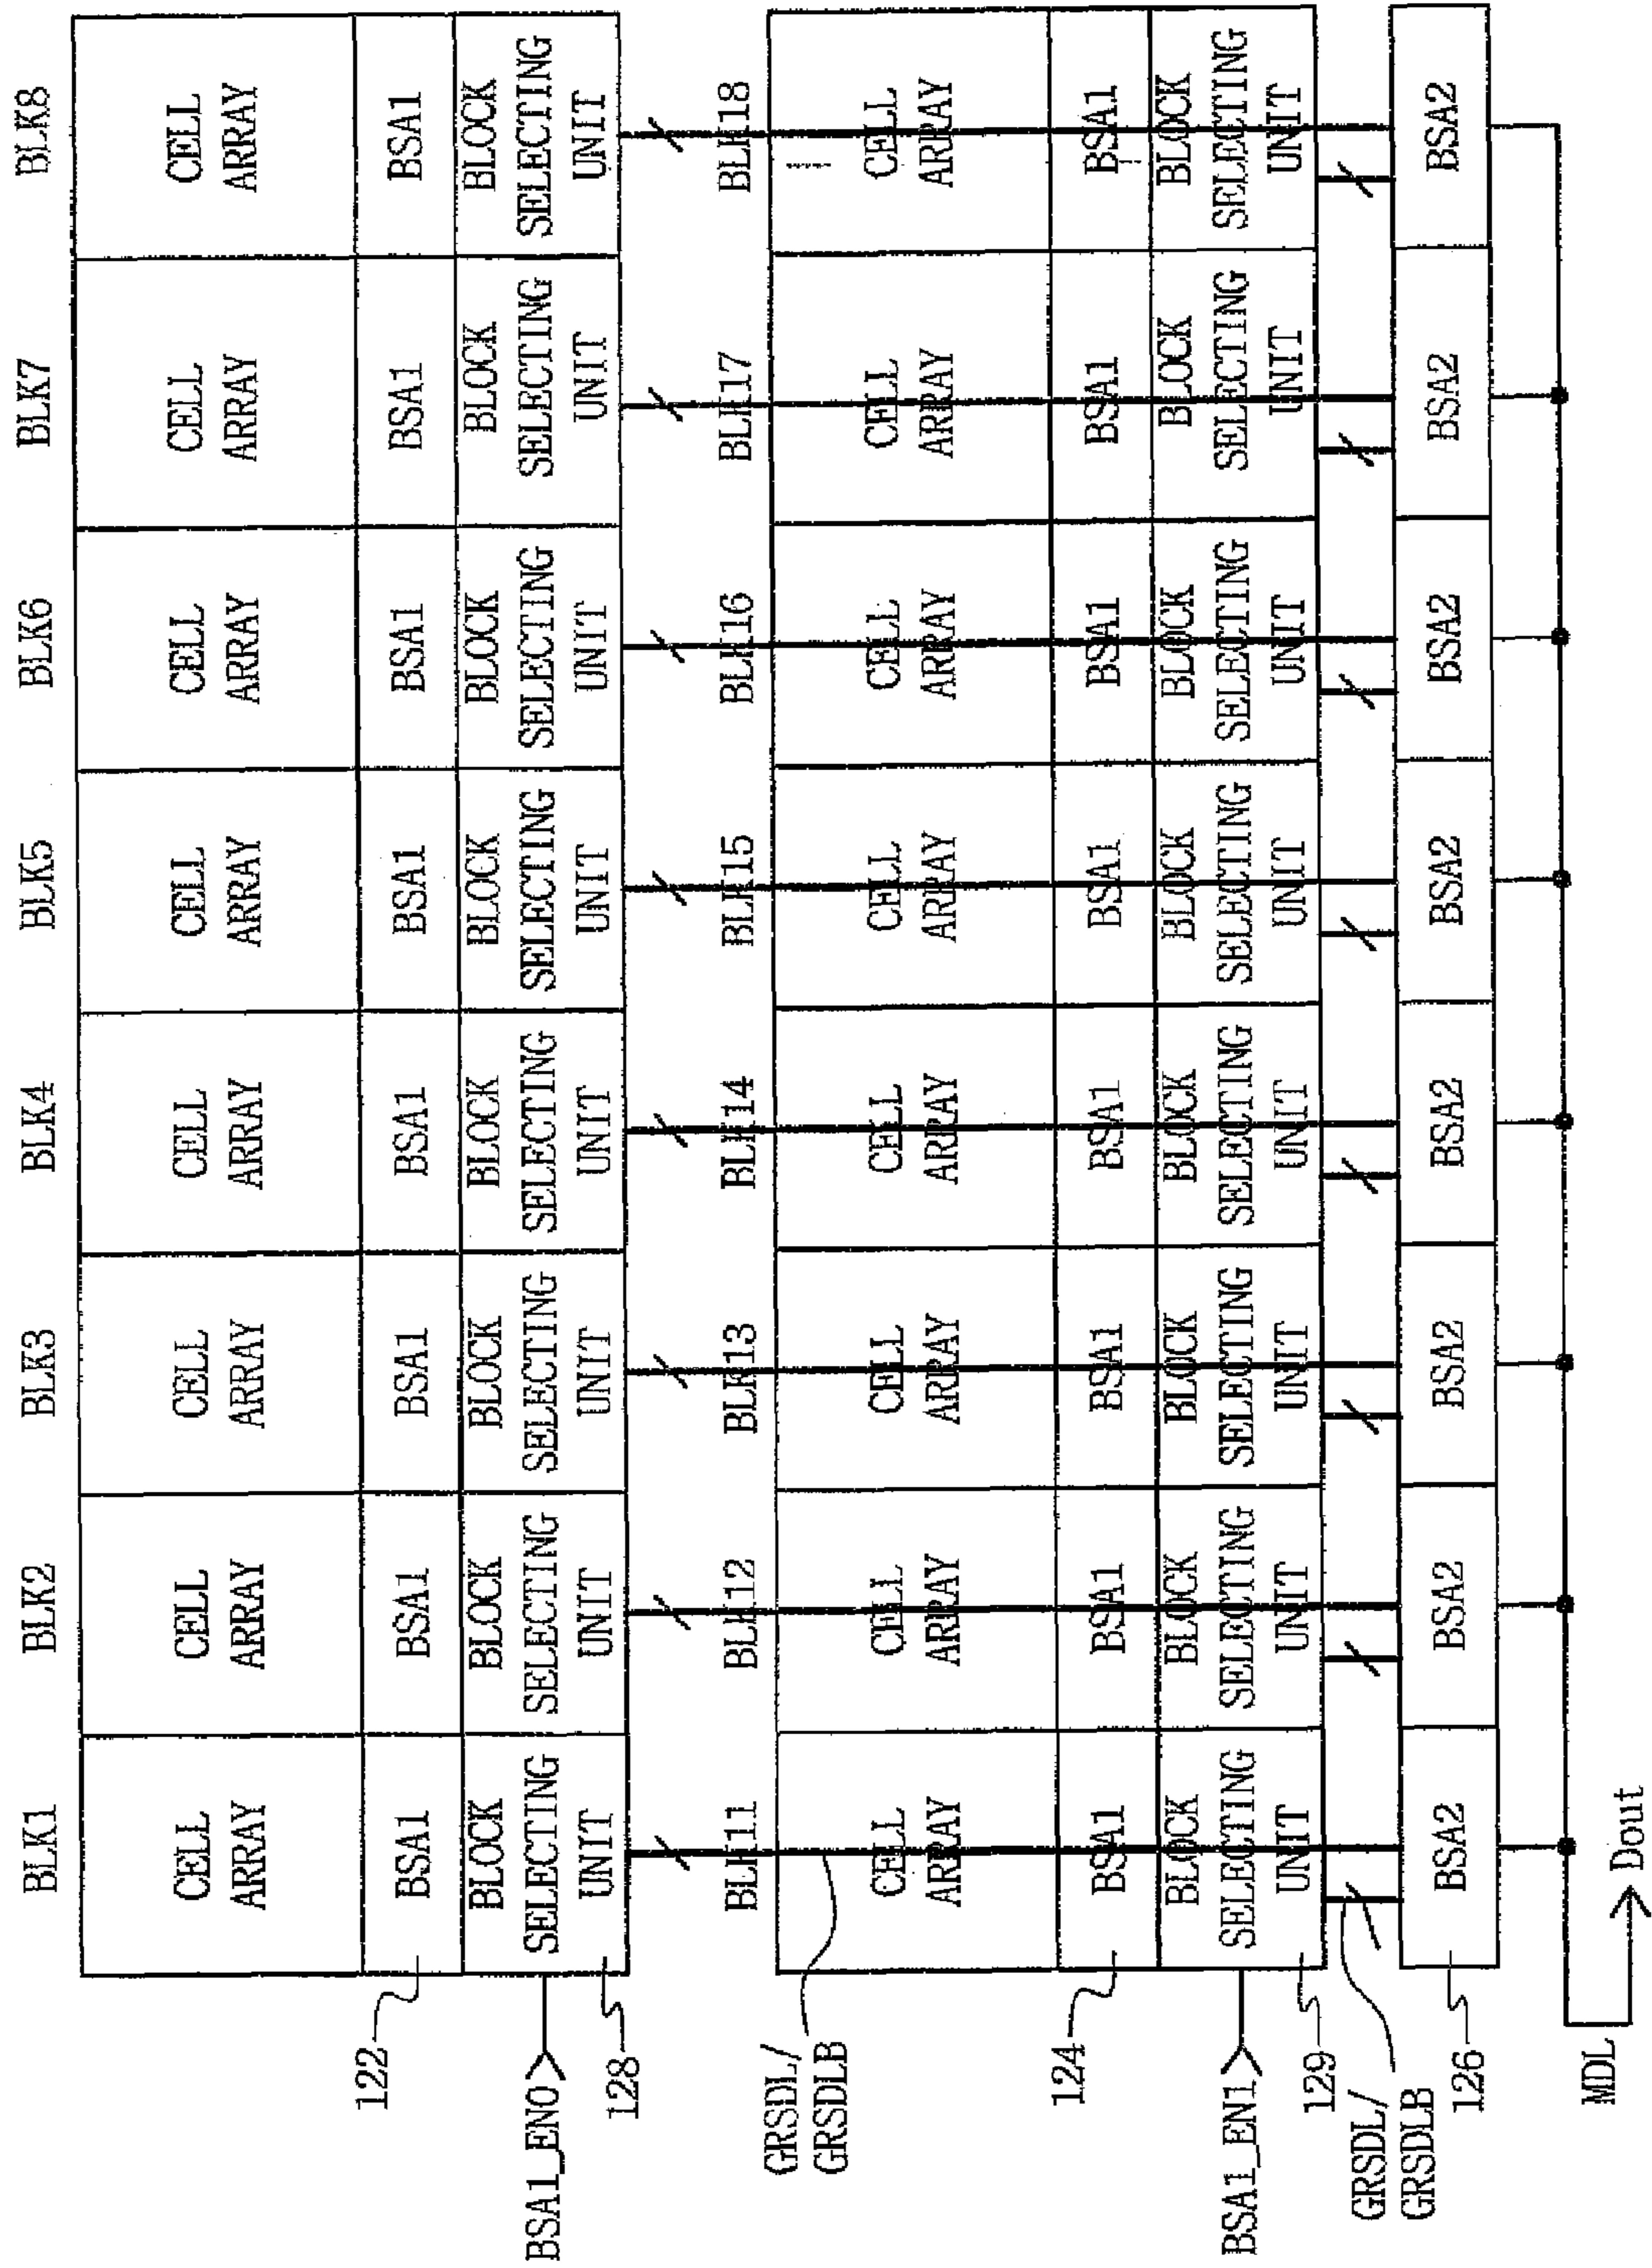 BLK1 BLK2 BLK3 BLK4 BLK5 BLK6 BLK7 BLK8
CELL CELL CELL CELL CELL CELL CELL CELL
ARRAY ARRAY ARRAY ARRAY ARRAY ARRAY ARRAY ARRAY
122 BSA1 BSA1 BSA1 BSA1 BSA1 BSA1 BSA1 BSA1
BLOCK BLOCK BLOCK BLOCK BLOCK BLOCK BLOCK BLOCK
BSA1_EN0 SELECTING SELECTING SELECTING SELECTING SELECTING SELECTING SELECTING SELECTING
128 UNIT UNIT UNIT UNIT UNIT UNIT UNIT UNIT
BLK11 BLK12 BLK13 BLK14 BLK15 BLK16 BLK17 BLK18
GRSDL/
GRSDLB
CELL CELL CELL CELL CELL CELL CELL CELL
ARRAY ARRAY ARRAY ARRAY ARRAY ARRAY ARRAY ARRAY
124 BSA1 BSA1 BSA1 BSA1 BSA1 BSA1 BSA1 BSA1
BLOCK BLOCK BLOCK BLOCK BLOCK BLOCK BLOCK BLOCK
BSA1_EN1 SELECTING SELECTING SELECTING SELECTING SELECTING SELECTING SELECTING SELECTING
129 UNIT UNIT UNIT UNIT UNIT UNIT UNIT UNIT
GRSDL/
GRSDLB
126 BSA2 BSA2 BSA2 BSA2 BSA2 BSA2 BSA2 BSA2
MDL
Dout